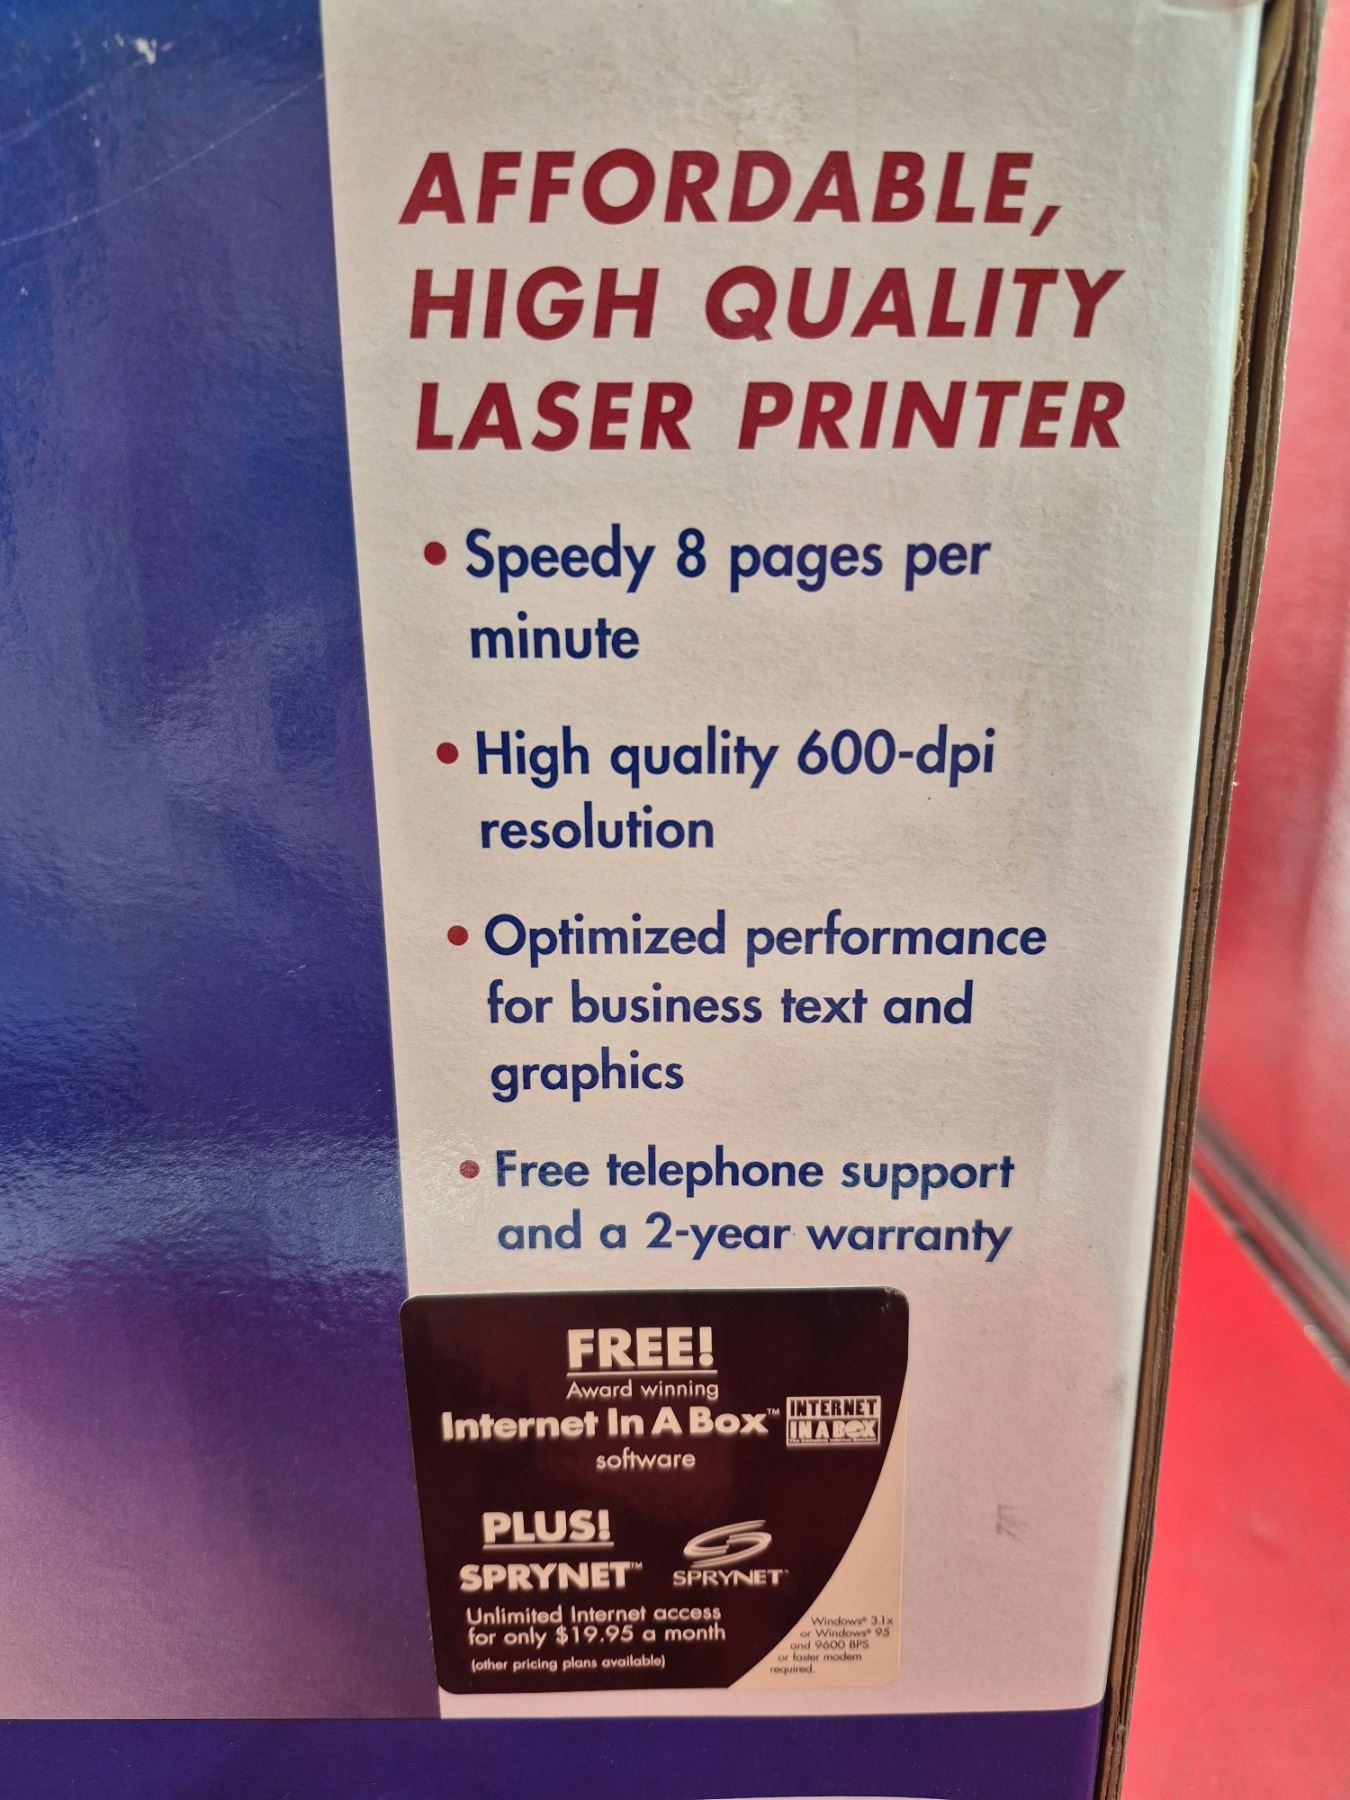 AFFORDABLE,
HIGH QUALITY
LASER PRINTER
• Speedy 8 pages per
minute
• High quality 600-dpi
resolution
• Optimized performance
for business text and
graphics
• Free telephone support
and a 2-year warranty
FREE!
Award winning
Internet In A Box™
software
INTERNET
IN A BOX
PLUS!
SPRYNET™
SPRYNET
Unlimited Internet access
for only $19.95 a month
(other pricing plans available)
Windows® 3.1x
or Windows® 95
and 9600 BPS
or faster modem
required.